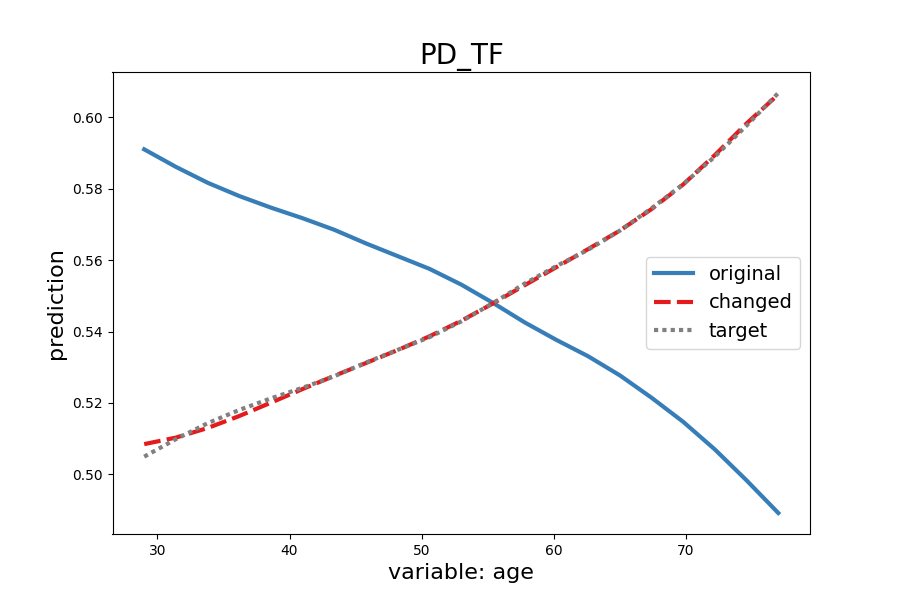 PD_TF
prediction
0.60
0.58
0.56
0.54
0.52
0.50
original
changed
target
30 40 50 60 70
variable: age